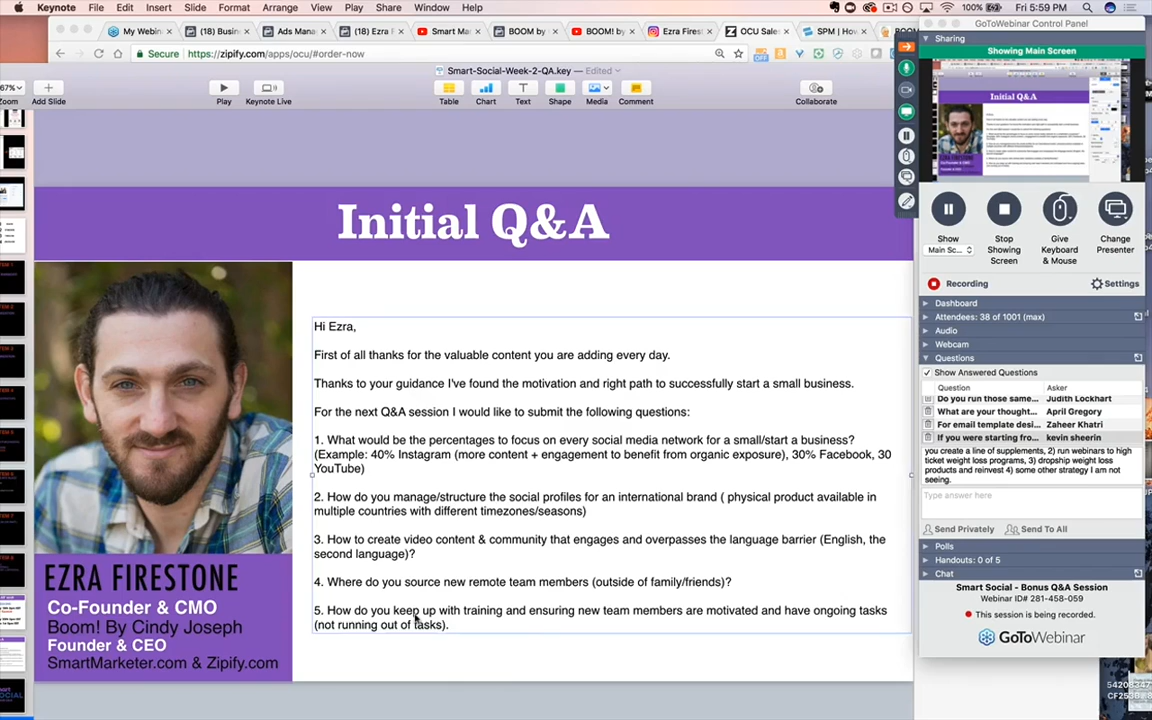 Keynote File Edit Insert Slide Format Arrange View Play Share Window Help
100% Fri 5:59 PM
My Webin (18) Busine Ads Mana (18) Ezra F Smart Ma BOOM by BOOM! by Ezra Firest OCU Sales SPM | How
Secure https://zipify.com/apps/ocu/#order-now
Smart-Social-Week-2-QA.key — Edited
67%
Zoom Add Slide Play Keynote Live Table Chart Text Shape Media Comment Collaborate
Initial Q&A
Hi Ezra,
First of all thanks for the valuable content you are adding every day.
Thanks to your guidance I've found the motivation and right path to successfully start a small business.
For the next Q&A session I would like to submit the following questions:
1. What would be the percentages to focus on every social media network for a small/start a business?
(Example: 40% Instagram (more content + engagement to benefit from organic exposure), 30% Facebook, 30
YouTube)
2. How do you manage/structure the social profiles for an international brand ( physical product available in
multiple countries with different timezones/seasons)
3. How to create video content & community that engages and overpasses the language barrier (English, the
second language)?
4. Where do you source new remote team members (outside of family/friends)?
5. How do you keep up with training and ensuring new team members are motivated and have ongoing tasks
(not running out of tasks).
EZRA FIRESTONE
Co-Founder & CMO
Boom! By Cindy Joseph
Founder & CEO
SmartMarketer.com & Zipify.com
GoToWebinar Control Panel
Sharing
Showing Main Screen
Initial Q&A
EZRA FIRESTONE
Co-Founder & CMO
Show
Main Sc...
Stop
Showing
Screen
Give
Keyboard
& Mouse
Change
Presenter
Recording Settings
Dashboard
Attendees: 38 of 1001 (max)
Audio
Webcam
Questions
Show Answered Questions
Question Asker
Do you run those same... Judith Lockhart
What are your thought... April Gregory
For email template desi... Zaheer Khatri
If you were starting fro... kevin sheerin
you create a line of supplements, 2) run webinars to high
ticket weight loss programs, 3) dropship weight loss
products and reinvest 4) some other strategy I am not
seeing.
Type answer here
Send Privately Send To All
Polls
Handouts: 0 of 5
Chat
Smart Social - Bonus Q&A Session
Webinar ID# 281-458-059
This session is being recorded.
GoToWebinar